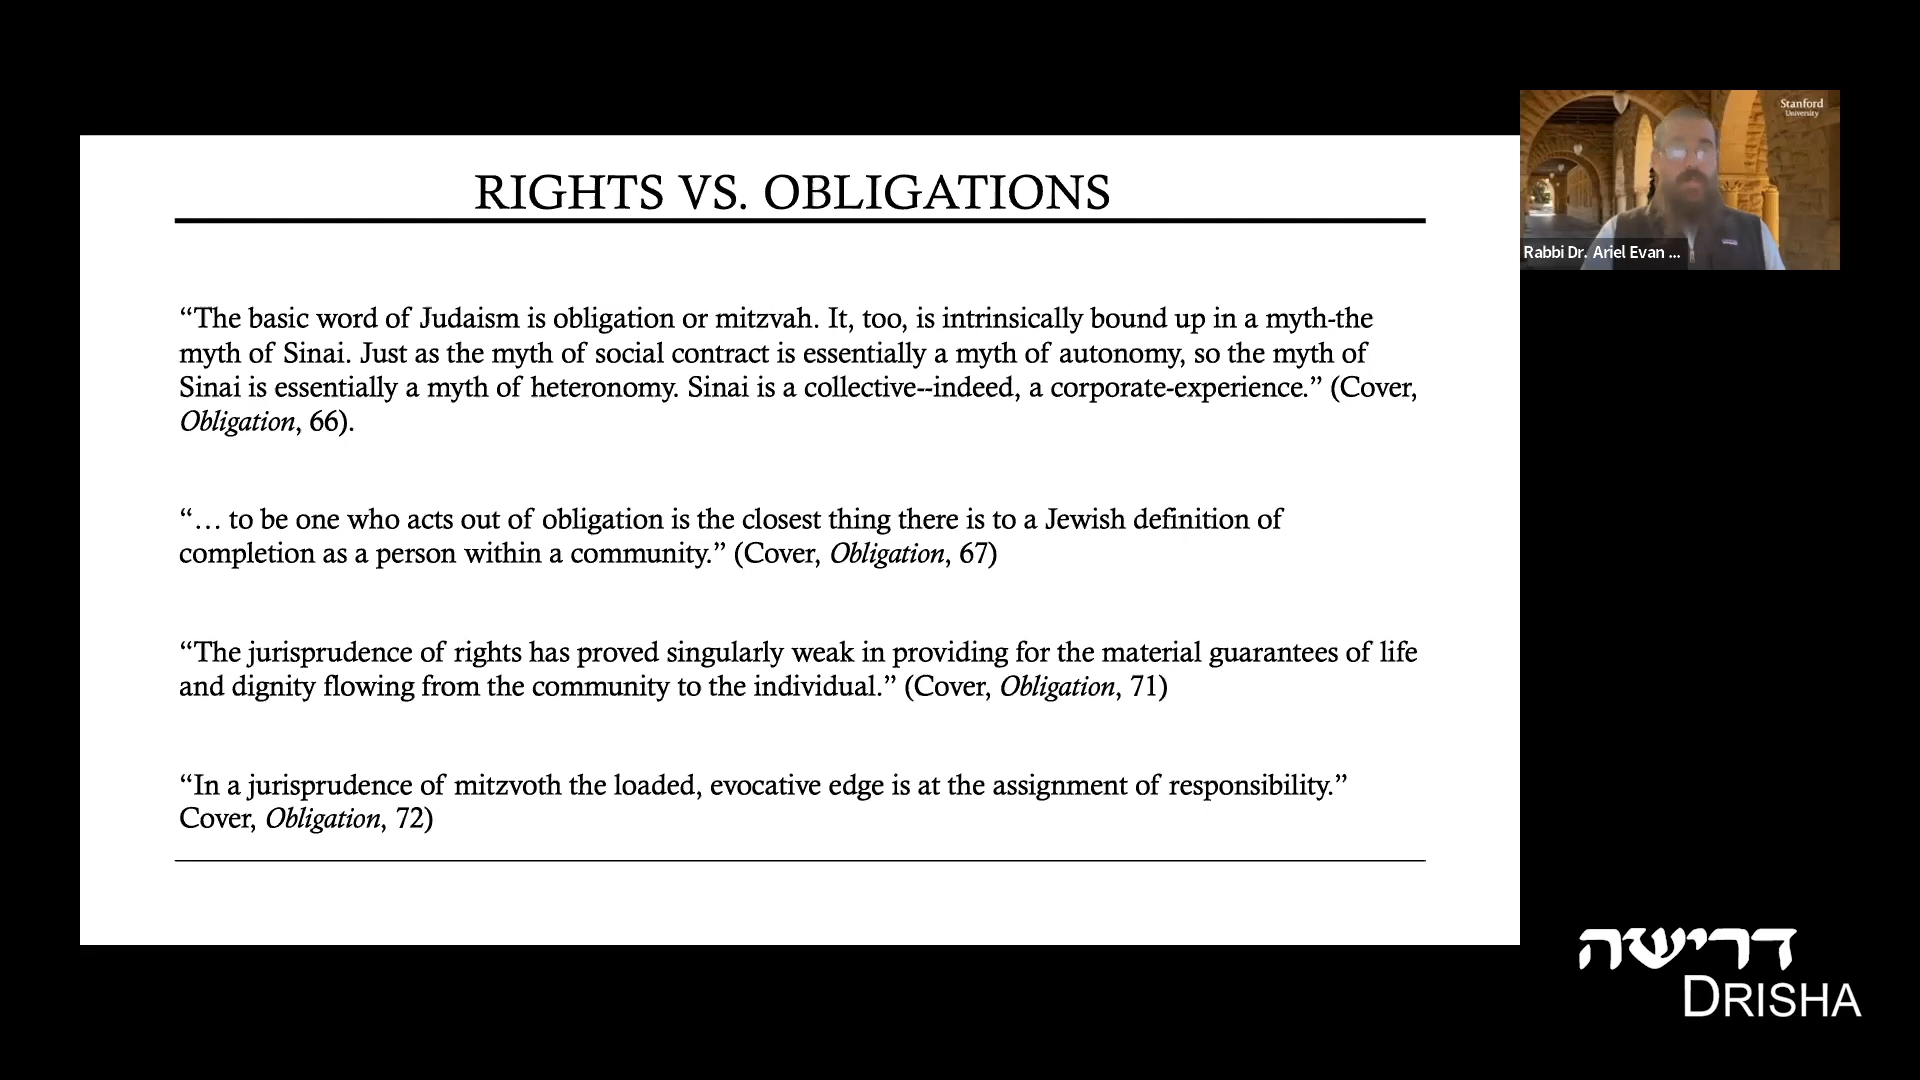 RIGHTS VS. OBLIGATIONS
“The basic word of Judaism is obligation or mitzvah. It, too, is intrinsically bound up in a myth-the
myth of Sinai. Just as the myth of social contract is essentially a myth of autonomy, so the myth of
Sinai is essentially a myth of heteronomy. Sinai is a collective--indeed, a corporate-experience.” (Cover,
Obligation, 66).
“… to be one who acts out of obligation is the closest thing there is to a Jewish definition of
completion as a person within a community.” (Cover, Obligation, 67)
“The jurisprudence of rights has proved singularly weak in providing for the material guarantees of life
and dignity flowing from the community to the individual.” (Cover, Obligation, 71)
“In a jurisprudence of mitzvoth the loaded, evocative edge is at the assignment of responsibility.”
Cover, Obligation, 72)
Stanford
University
Rabbi Dr. Ariel Evan ...
דרישה
DRISHA